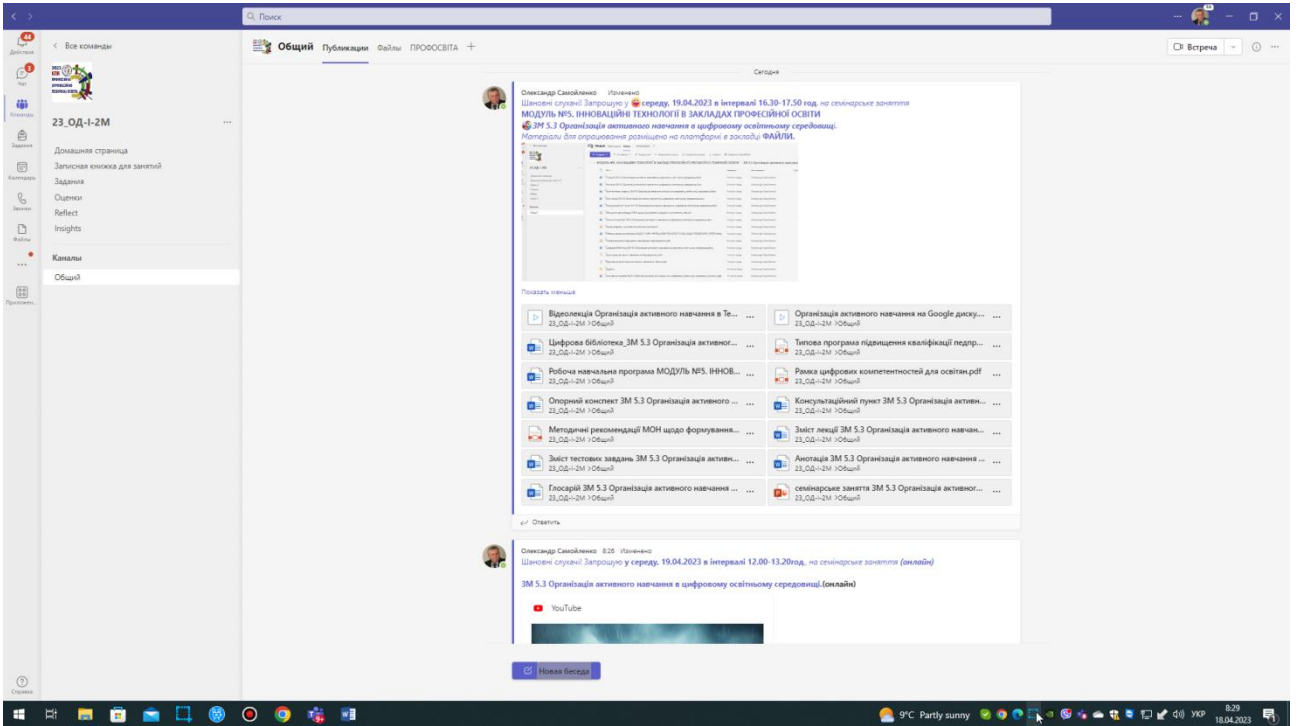 Поиск
44
Действия
3
Чат
Команды
Задания
Календарь
Звонки
Файлы
Приложен...
Справка
Все команды
23_ОД-І-2М
...
Домашняя страница
Записная книжка для занятий
Задания
Оценки
Reflect
Insights
Каналы
Общий
Общий Публикации Файлы ПРОФОСВІТА +
Встреча
Сегодня
Олександр Самойленко Изменено
Шановні слухачі! Запрошую у середу, 19.04.2023 в інтервалі 16.30-17.50 год. на семінарське заняття
МОДУЛЬ №5. ІННОВАЦІЙНІ ТЕХНОЛОГІЇ В ЗАКЛАДАХ ПРОФЕСІЙНОЇ ОСВІТИ
ЗМ 5.3 Організація активного навчання в цифровому освітньому середовищі.
Матеріали для опрацювання розміщено на платформі в закладці ФАЙЛИ.
Показать меньше
Відеолекція Організація активного навчання в Te... ...
23_ОД-І-2М >Общий
Організація активного навчання на Google диску.... ...
23_ОД-І-2М >Общий
Цифрова бібліотека_ЗМ 5.3 Організація активног... ...
23_ОД-І-2М >Общий
Типова програма підвищення кваліфікації педпр... ...
23_ОД-І-2М >Общий
Робоча навчальна програма МОДУЛЬ №5. ІННОВ... ...
23_ОД-І-2М >Общий
Рамка цифрових компетентностей для освітян.pdf ...
23_ОД-І-2М >Общий
Опорний конспект ЗМ 5.3 Організація активного ... ...
23_ОД-І-2М >Общий
Консультаційний пункт ЗМ 5.3 Організація активн... ...
23_ОД-І-2М >Общий
Методичні рекомендації МОН щодо формування... ...
23_ОД-І-2М >Общий
Зміст лекції ЗМ 5.3 Організація активного навчан... ...
23_ОД-І-2М >Общий
Зміст тестових завдань ЗМ 5.3 Організація активн... ...
23_ОД-І-2М >Общий
Анотація ЗМ 5.3 Організація активного навчання ... ...
23_ОД-І-2М >Общий
Глосарій ЗМ 5.3 Організація активного навчання ... ...
23_ОД-І-2М >Общий
семінарське заняття ЗМ 5.3 Організація активног... ...
23_ОД-І-2М >Общий
Ответить
Олександр Самойленко 8:26 Изменено
Шановні слухачі! Запрошую у середу, 19.04.2023 в інтервалі 12.00-13.20год., на семінарське заняття (онлайн)
ЗМ 5.3 Організація активного навчання в цифровому освітньому середовищі.(онлайн)
YouTube
Новая беседа
9°C Partly sunny
УКР
8:29
18.04.2023